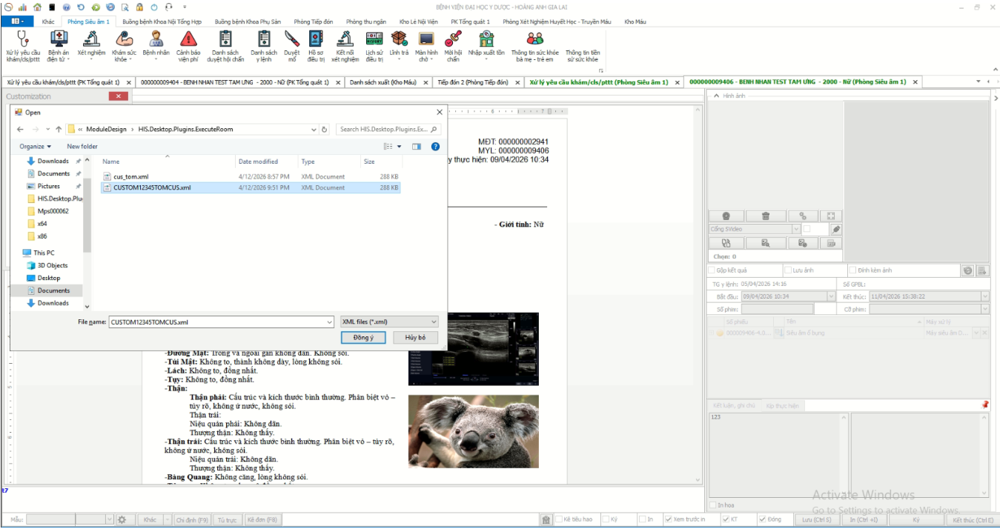 BỆNH VIỆN ĐẠI HỌC Y DƯỢC - HOÀNG ANH GIA LAI
Khác Phòng Siêu âm 1 Buồng bệnh Khoa Nội Tổng Hợp Buồng bệnh Khoa Phụ Sản Phòng Tiếp đón Phòng thu ngân Kho Lẻ Nội Viện PK Tổng quát 1 Phòng Xét Nghiệm Huyết Học - Truyền Máu Kho Máu
Xử lý yêu cầu khám/cls/pttt
Bệnh án điện tử
Xét nghiệm
Khám sức khỏe
Bệnh nhân
Cảnh báo viện phí
Danh sách duyệt hội chẩn
Danh sách y lệnh
Duyệt mổ
Hồ sơ điều trị
Kết nối xét nghiệm
HISTORY
Lịch sử điều trị
Lĩnh trả
Màn hình chờ
Mời hội chẩn
Nhập xuất tồn
Thông tin sức khỏe bà mẹ - trẻ em
Thông tin tiền sử sức khỏe
Xử lý yêu cầu khám/cls/pttt (PK Tổng quát 1)
000000009404 - BENH NHAN TEST TAM UNG - 2000 - Nữ (PK Tổng quát 1)
Danh sách xuất (Kho Máu)
Tiếp đón 2 (Phòng Tiếp đón)
Xử lý yêu cầu khám/cls/pttt (Phòng Siêu âm 1)
000000009406 - BENH NHAN TEST TAM UNG - 2000 - Nữ (Phòng Siêu âm 1)
Customization
Open
« ModuleDesign > HIS.Desktop.Plugins.ExecuteRoom
Search HIS.Desktop.Plugins.Ex...
Organize New folder
Downloads
Documents
Pictures
HIS.Desktop.Plu
Mps000062
x64
x86
This PC
3D Objects
Desktop
Documents
Downloads
Name Date modified Type Size
cus_tom.xml 4/12/2026 8:57 PM XML Document 288 KB
CUSTOM12345TOMCUS.xml 4/12/2026 9:51 PM XML Document 288 KB
File name: CUSTOM12345TOMCUS.xml XML files (*.xml)
Đồng ý Hủy bỏ
MĐT: 000000002941
MYL: 000000009406
y thực hiện: 09/04/2026 10:34
- Giới tính: Nữ
-Đường Mật: Trong và ngoài gan không dãn. Không sỏi.
-Túi Mật: Không to, thành không dày, lòng không sỏi.
-Lách: Không to, đồng nhất.
-Tụy: Không to, đồng nhất.
-Thận:
Thận phải: Cấu trúc và kích thước bình thường. Phân biệt vỏ –
tủy rõ, không ứ nước, không sỏi.
Thận trái:
Niệu quản phải: Không dãn.
Thượng thận: Không thấy.
-Thận trái: Cấu trúc và kích thước bình thường. Phân biệt vỏ – tủy rõ,
không ứ nước, không sỏi.
Niệu quản trái: Không dãn.
Thượng thận: Không thấy.
-Bàng Quang: Không căng, lòng không sỏi.
t7
Hình ảnh
Cổng SVideo
Chọn: 0
Gộp kết quả Lưu ảnh Đính kèm ảnh
TG y lệnh: 05/04/2026 14:16 Số GPBL:
Bắt đầu: 09/04/2026 10:34 Kết thúc: 11/04/2026 15:38:22
Số phim: Cỡ phim:
Số phiếu Tên Máy xử lý
000009406-4.0... Siêu âm ổ bụng Máy siêu âm D...
Kết luận, ghi chú Kíp thực hiện
123
In hoa
Activate Windows
Go to Settings to activate Windows.
Mẫu: Khác Chỉ định (F9) Tủ trực Kê đơn (F8) Kê tiêu hao Ký In Xem trước in KT Đóng Lưu (Ctrl S) In (Ctrl +I) Ký Kết thúc (Ctrl E)